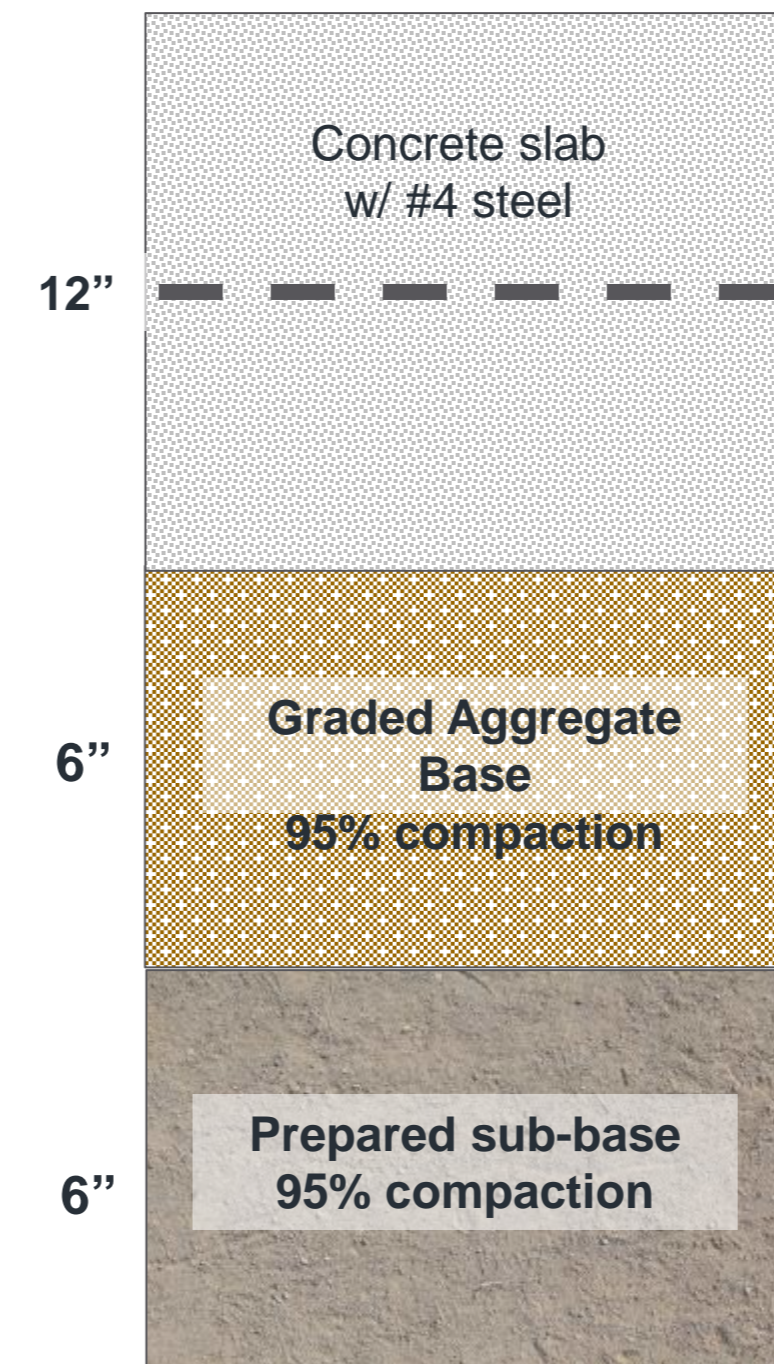 Concrete slab
w/ #4 steel
12”
Graded Aggregate
Base
6”
95% compaction
Prepared sub-base
6”
95% compaction